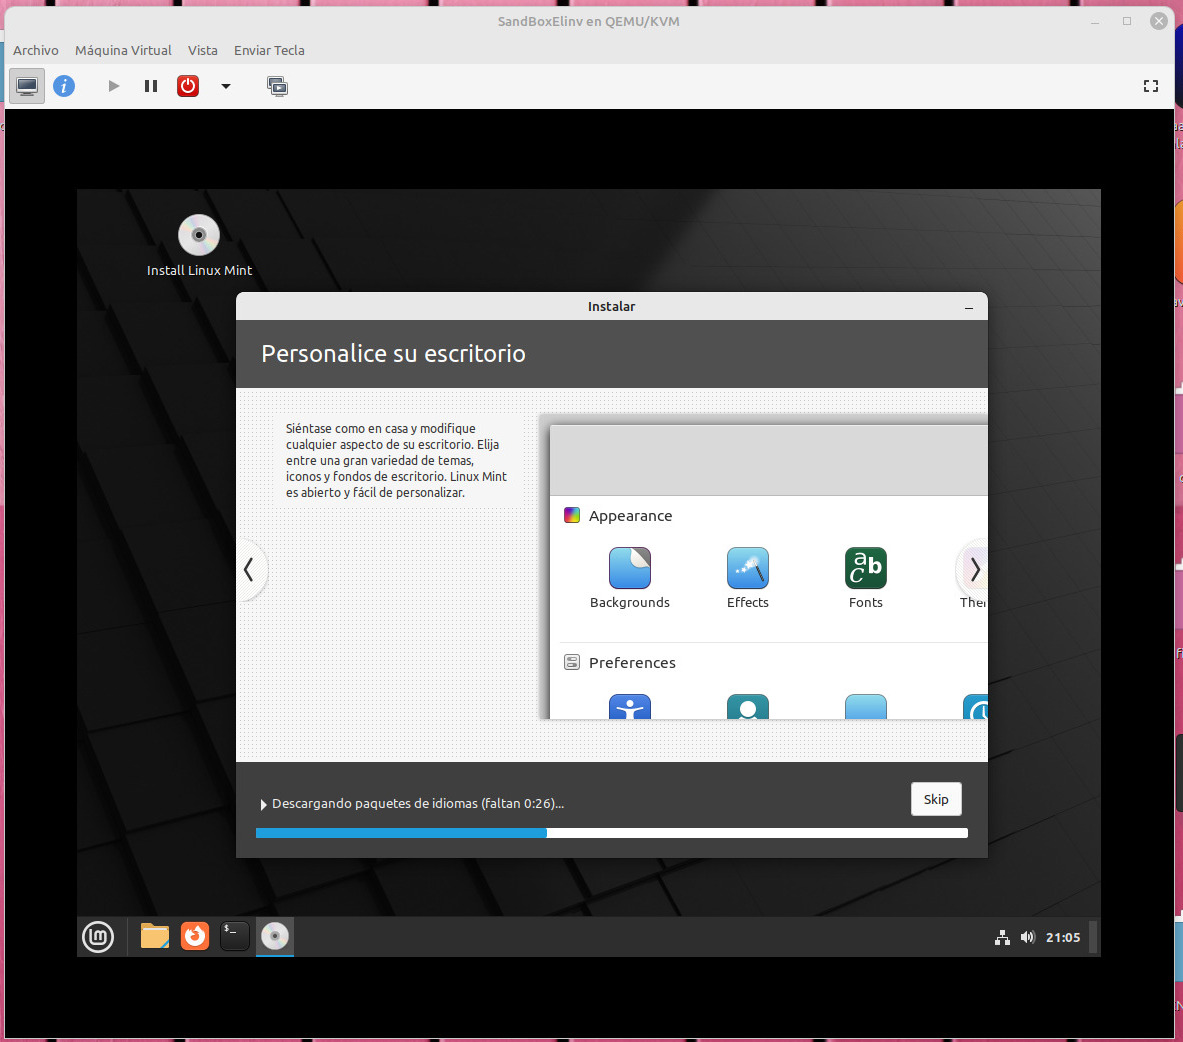 SandBoxElinv en QEMU/KVM
Archivo Máquina Virtual Vista Enviar Tecla
Install Linux Mint
Instalar
Personalice su escritorio
Siéntase como en casa y modifique
cualquier aspecto de su escritorio. Elija
entre una gran variedad de temas,
iconos y fondos de escritorio. Linux Mint
es abierto y fácil de personalizar.
Appearance
Backgrounds Effects Fonts
Preferences
Descargando paquetes de idiomas (faltan 0:26)...
Skip
21:05